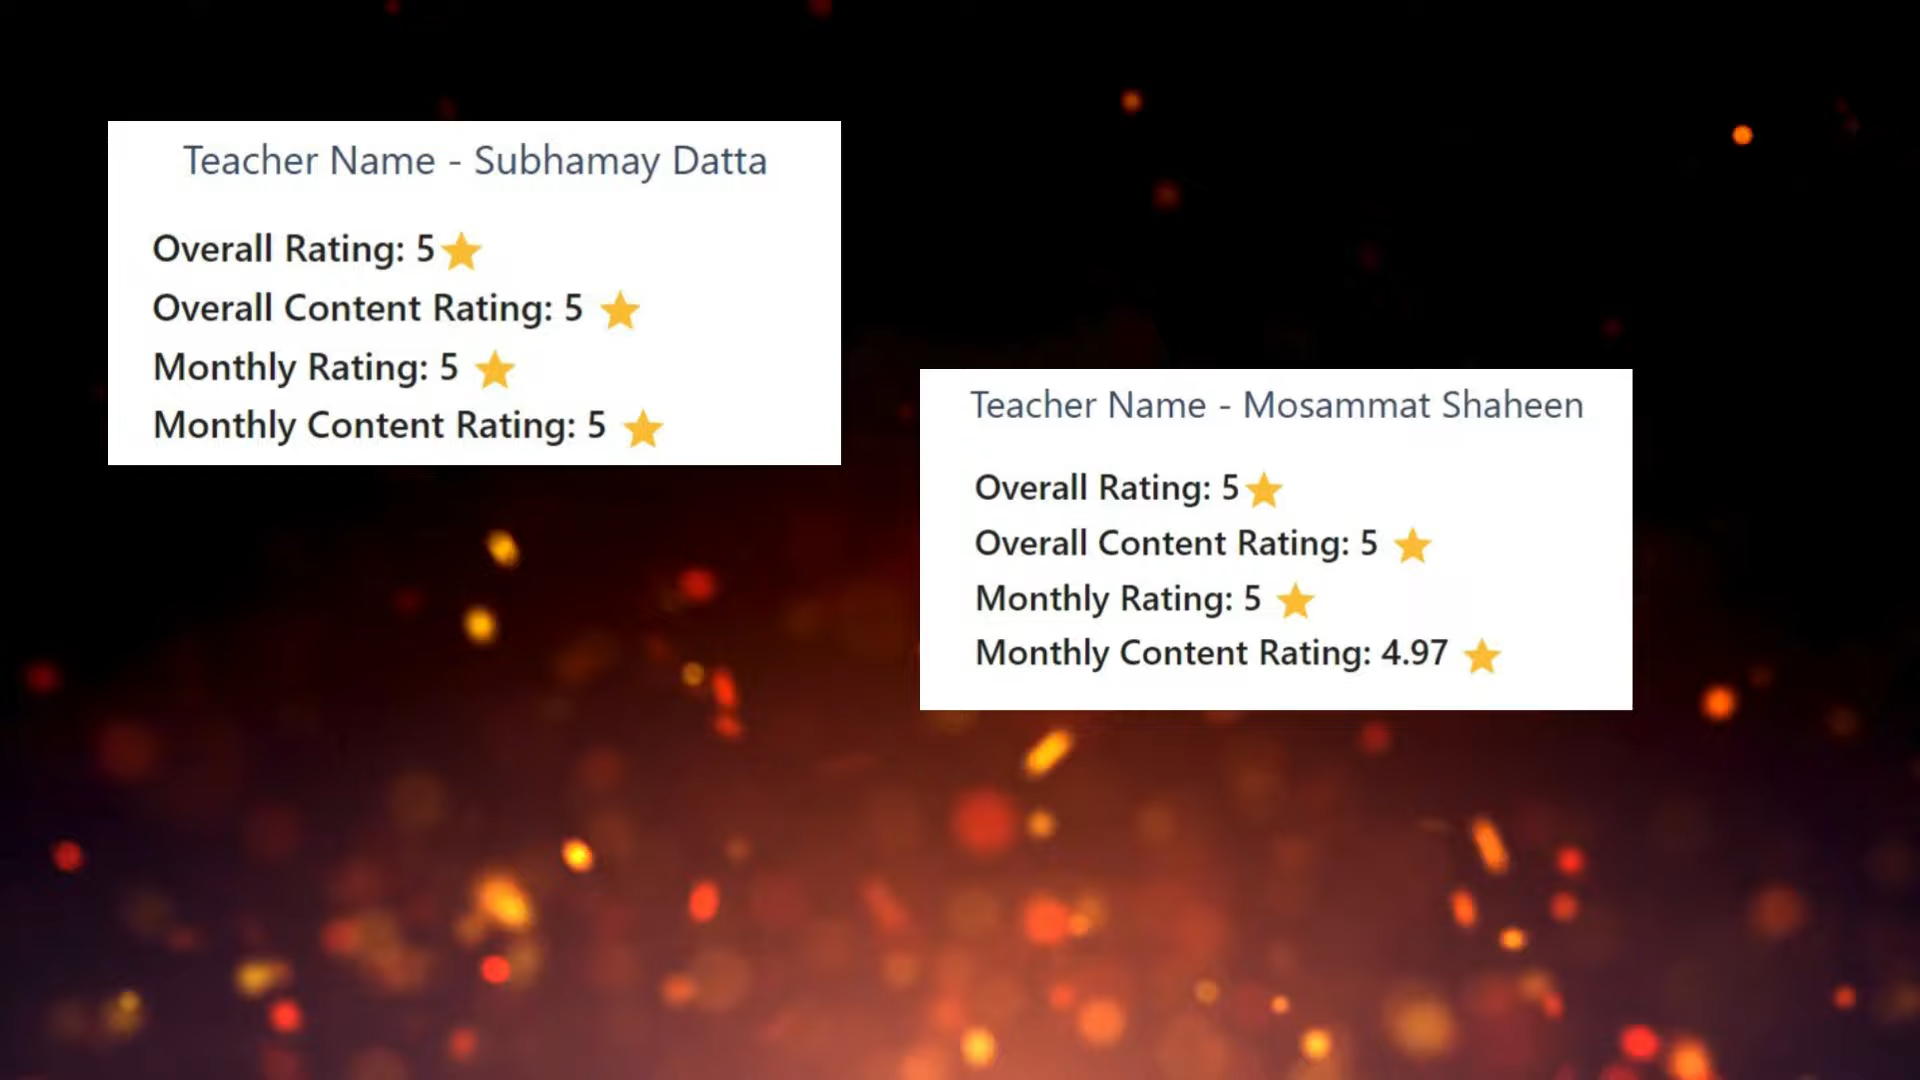 Teacher Name - Subhamay Datta
Overall Rating: 5
Overall Content Rating: 5
Monthly Rating: 5
Monthly Content Rating: 5
Teacher Name - Mosammat Shaheen
Overall Rating: 5
Overall Content Rating: 5
Monthly Rating: 5
Monthly Content Rating: 4.97